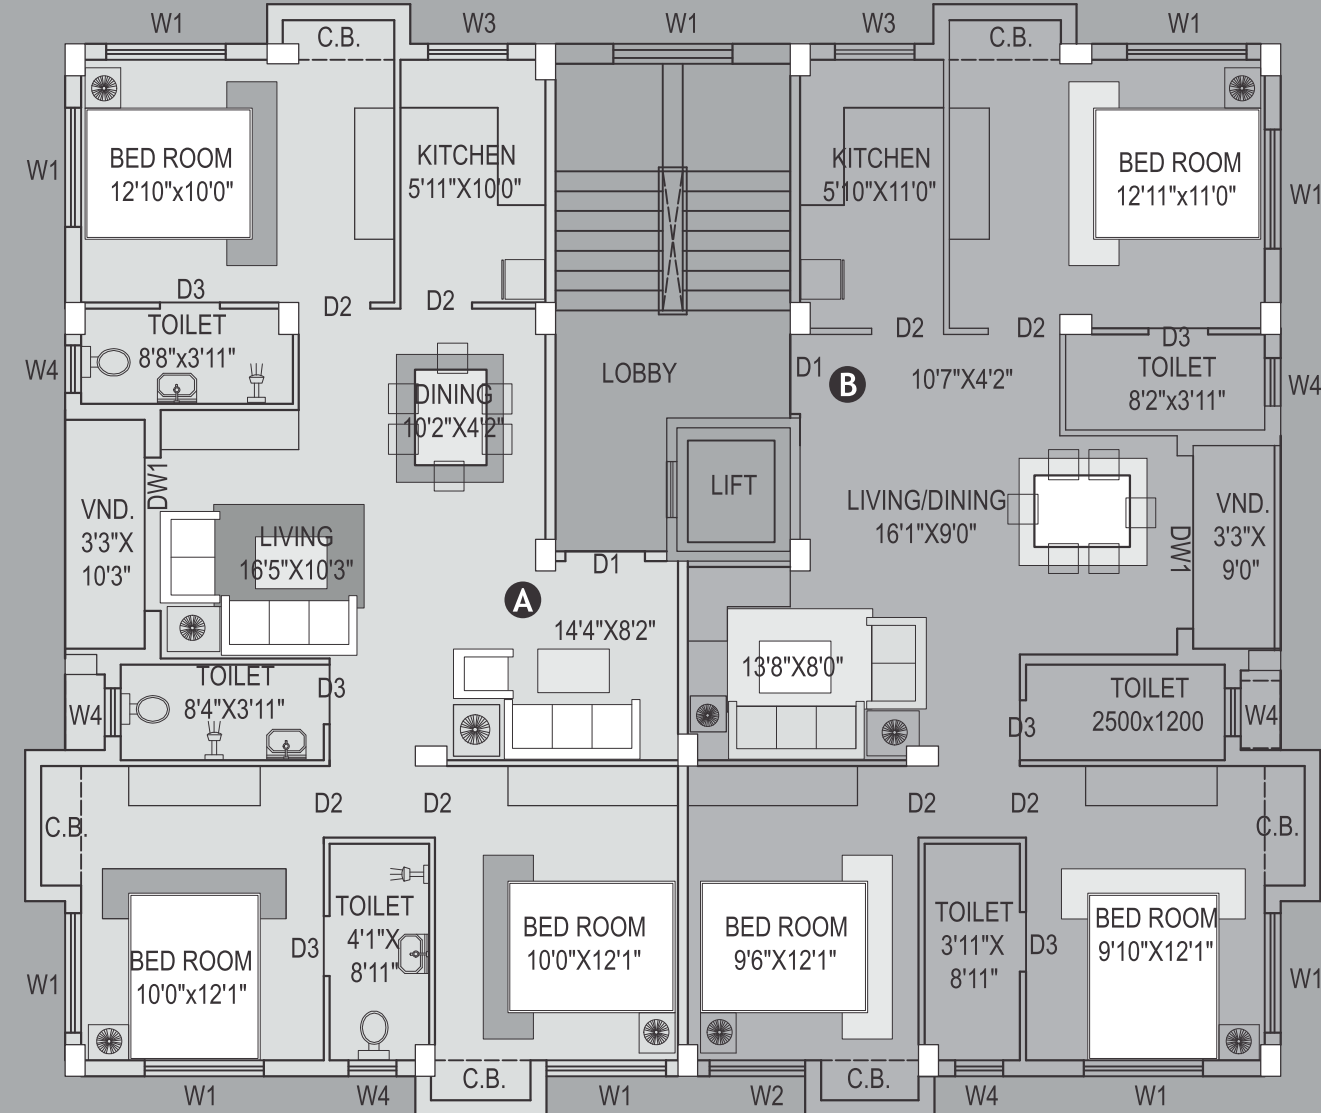 W1
C.B.
W3
W1
W3
C.B.
W1
W1
BED ROOM
12'10"x10'0"
KITCHEN
5'11"X10'0"
KITCHEN
5'10"X11'0"
BED ROOM
12'11"x11'0"
W1
D3
D2
D2
D2
D2
D3
TOILET
8'8"x3'11"
W4
LOBBY
D1
B
10'7"X4'2"
TOILET
8'2"x3'11"
W4
DINING
10'2"X4'2"
DW1
VND.
3'3"X
10'3"
LIFT
LIVING/DINING
16'1"X9'0"
VND.
3'3"X
9'0"
DW1
LIVING
16'5"X10'3"
D1
A
14'4"X8'2"
13'8"X8'0"
TOILET
8'4"X3'11"
D3
W4
TOILET
2500x1200
D3
W4
C.B.
D2
D2
D2
D2
C.B.
TOILET
4'1"X
8'11"
D3
BED ROOM
10'0"x12'1"
BED ROOM
10'0"X12'1"
BED ROOM
9'6"X12'1"
TOILET
3'11"X
8'11"
D3
BED ROOM
9'10"X12'1"
W1
W1
W1
W4
C.B.
W1
W2
C.B.
W4
W1